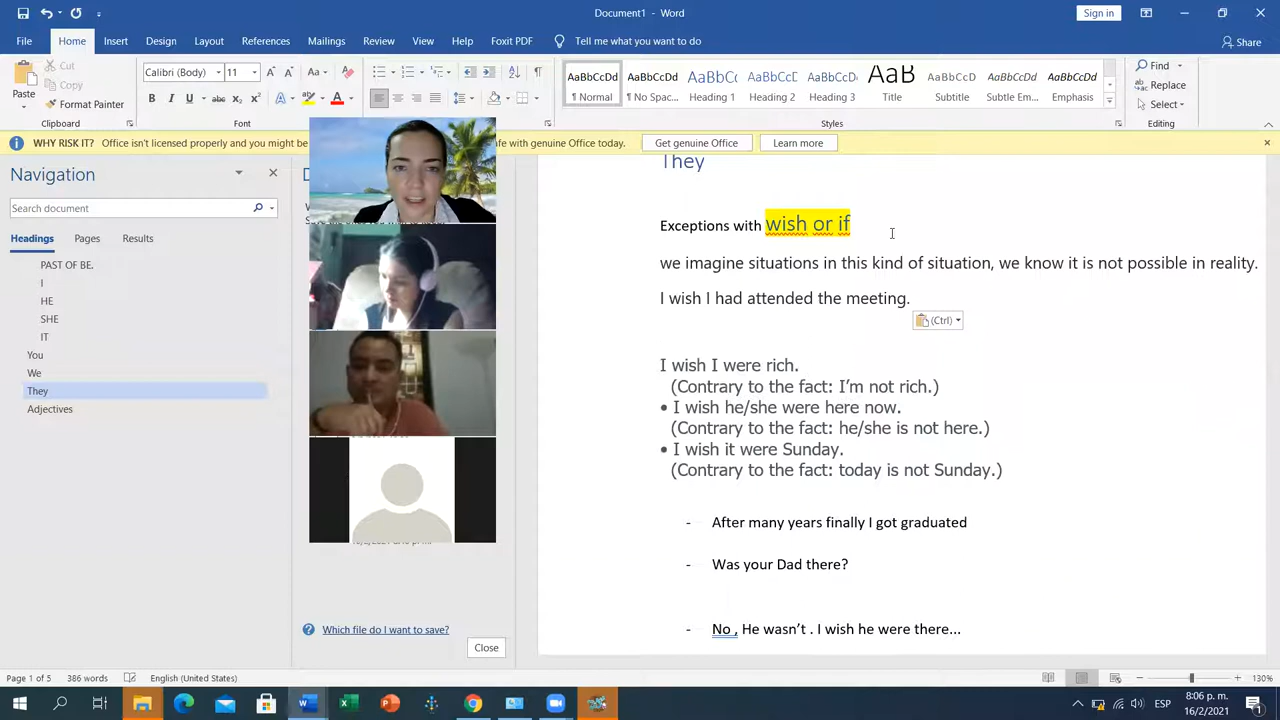 Document1 - Word
Sign in
File Home Insert Draw Design Layout References Mailings Review View Help Foxit PDF Tell me what you want to do Share
Cut
Copy
Format Painter
Paste
Clipboard
Calibri (Body) 11
Font
AaBbCcDd AaBbCcDd AaBbCc AaBbCcD AaBbCcD AaB AaBbCcD AaBbCcDd AaBbCcDd
¶ Normal ¶ No Spac... Heading 1 Heading 2 Heading 3 Title Subtitle Subtle Em... Emphasis
Styles
Find
Replace
Select
Editing
WHY RISK IT? Office isn't licensed properly and you might be
fe with genuine Office today. Get genuine Office Learn more
Navigation
Search document
Headings Pages Results
PAST OF BE.
I
HE
SHE
IT
You
We
They
Adjectives
Which file do I want to save?
Close
They
Exceptions with wish or if
we imagine situations in this kind of situation, we know it is not possible in reality.
I wish I had attended the meeting.
(Ctrl)
I wish I were rich.
(Contrary to the fact: I'm not rich.)
• I wish he/she were here now.
(Contrary to the fact: he/she is not here.)
• I wish it were Sunday.
(Contrary to the fact: today is not Sunday.)
- After many years finally I got graduated
- Was your Dad there?
- No , He wasn't . I wish he were there...
Page 1 of 5 386 words English (United States) 130%
ESP 8:06 p. m. 16/2/2021